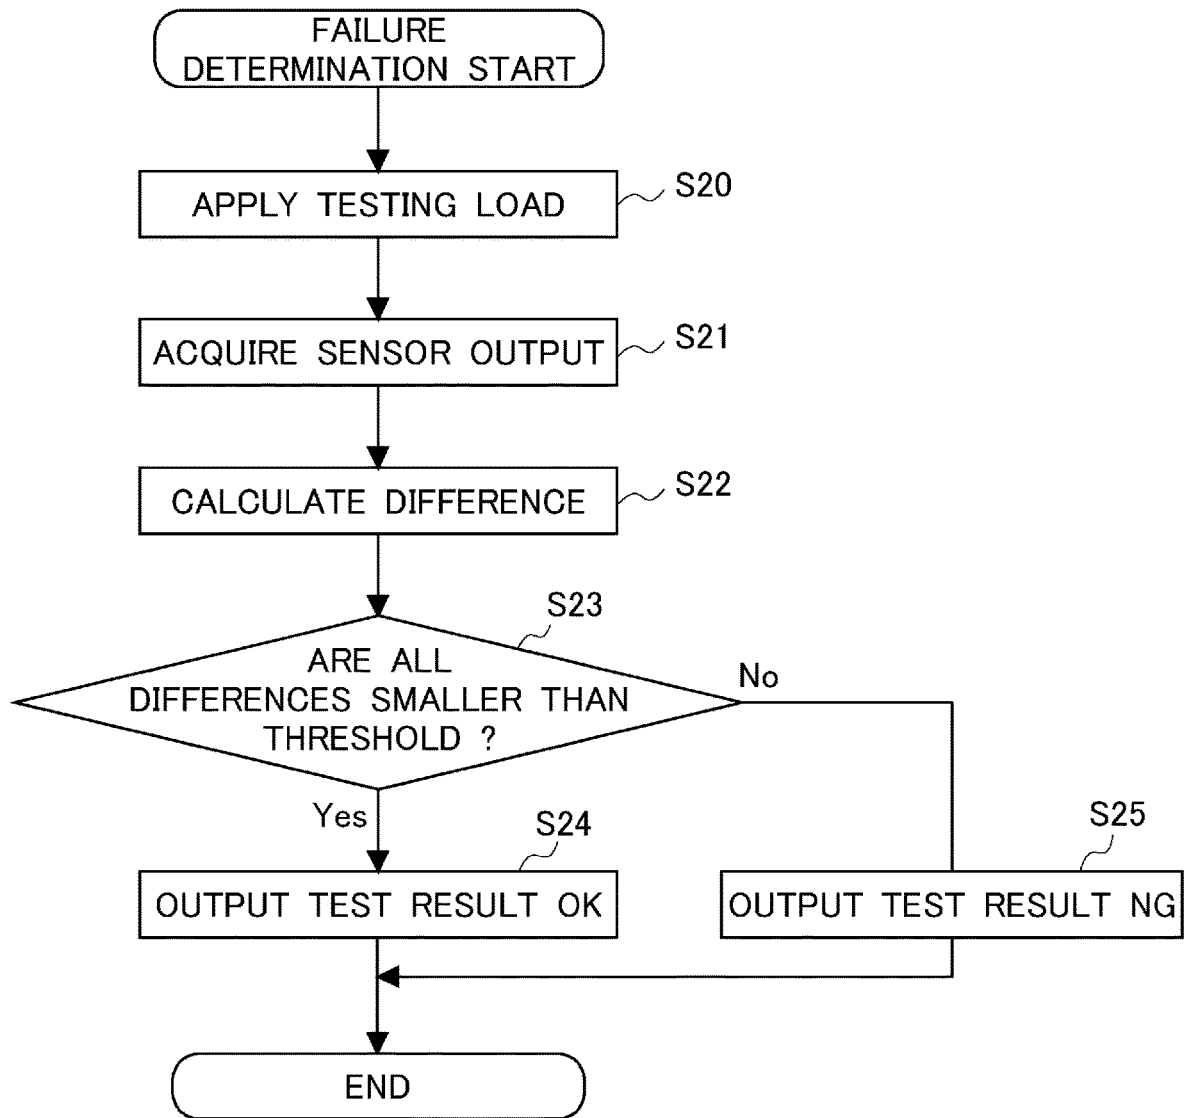 FAILURE
DETERMINATION START
APPLY TESTING LOAD
S20
ACQUIRE SENSOR OUTPUT
S21
CALCULATE DIFFERENCE
S22
S23
ARE ALL
DIFFERENCES SMALLER THAN
THRESHOLD ?
No
Yes
S24
OUTPUT TEST RESULT OK
S25
OUTPUT TEST RESULT NG
END